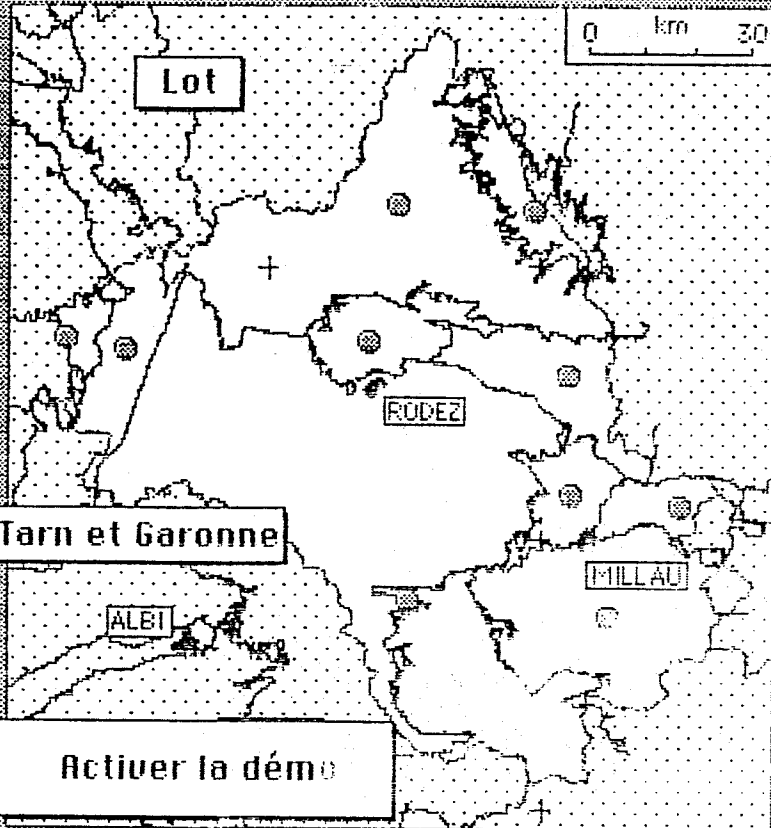 0 km 30
Lot
RODEZ
Tarn et Garonne
MILLAU
ALBI
Activer la démo